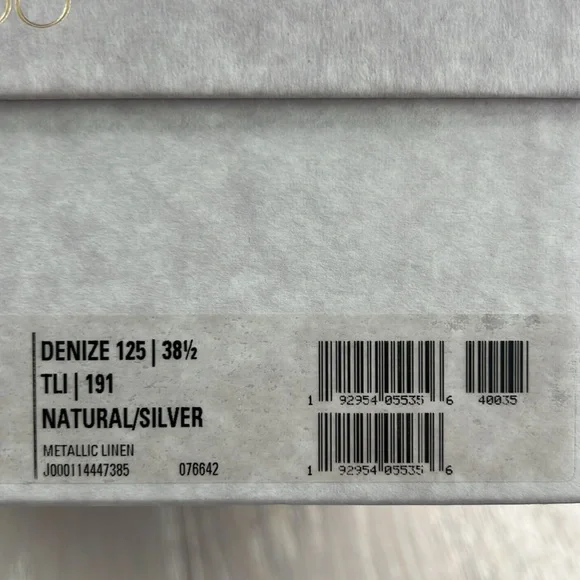 DENIZE 125 | 38½
TLI | 191
NATURAL/SILVER
METALLIC LINEN
J000114447385 076642
1 92954 05535 6
40035
1 92954 05535 6